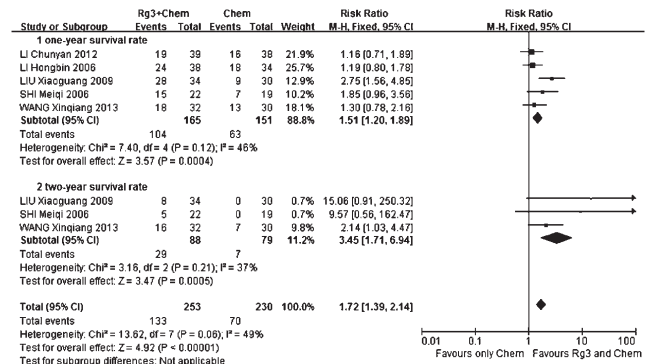 Rg3+Chem Chem Risk Ratio Risk Ratio
Study or Subgroup Events Total Events Total Weight M-H, Fixed, 95% CI M-H, Fixed, 95% CI
1 one-year survival rate
LI Chunyan 2012 19 39 16 38 21.9% 1.16 [0.71, 1.89]
LI Hongbin 2006 24 38 18 34 25.7% 1.19 [0.80, 1.78]
LIU Xiaoguang 2009 28 34 9 30 12.9% 2.75 [1.56, 4.85]
SHI Meiqi 2006 15 22 7 19 10.2% 1.85 [0.96, 3.56]
WANG Xinqiang 2013 18 32 13 30 18.2% 1.30 [0.78, 2.16]
Subtotal (95% CI) 165 151 88.8% 1.51 [1.20, 1.89]
Total events 104 63
Heterogeneity: Chi² = 7.40, df = 4 (P = 0.12); I² = 46%
Test for overall effect: Z = 3.57 (P = 0.0004)
2 two-year survival rate
LIU Xiaoguang 2009 8 34 0 30 0.7% 15.06 [0.91, 250.32]
SHI Meiqi 2006 5 22 0 19 0.7% 9.57 [0.56, 162.47]
WANG Xinqiang 2013 16 32 7 30 9.8% 2.14 [1.03, 4.47]
Subtotal (95% CI) 88 79 11.2% 3.45 [1.71, 6.94]
Total events 29 7
Heterogeneity: Chi² = 3.16, df = 2 (P = 0.21); I² = 37%
Test for overall effect: Z = 3.47 (P = 0.0005)
Total (95% CI) 253 230 100.0% 1.72 [1.39, 2.14]
Total events 133 70
Heterogeneity: Chi² = 13.62, df = 7 (P = 0.06); I² = 49%
Test for overall effect: Z = 4.92 (P < 0.00001)
Test for subgroup differences: Not applicable
0.01 0.1 1 10 100
Favours only Chem Favours Rg3 and Chem